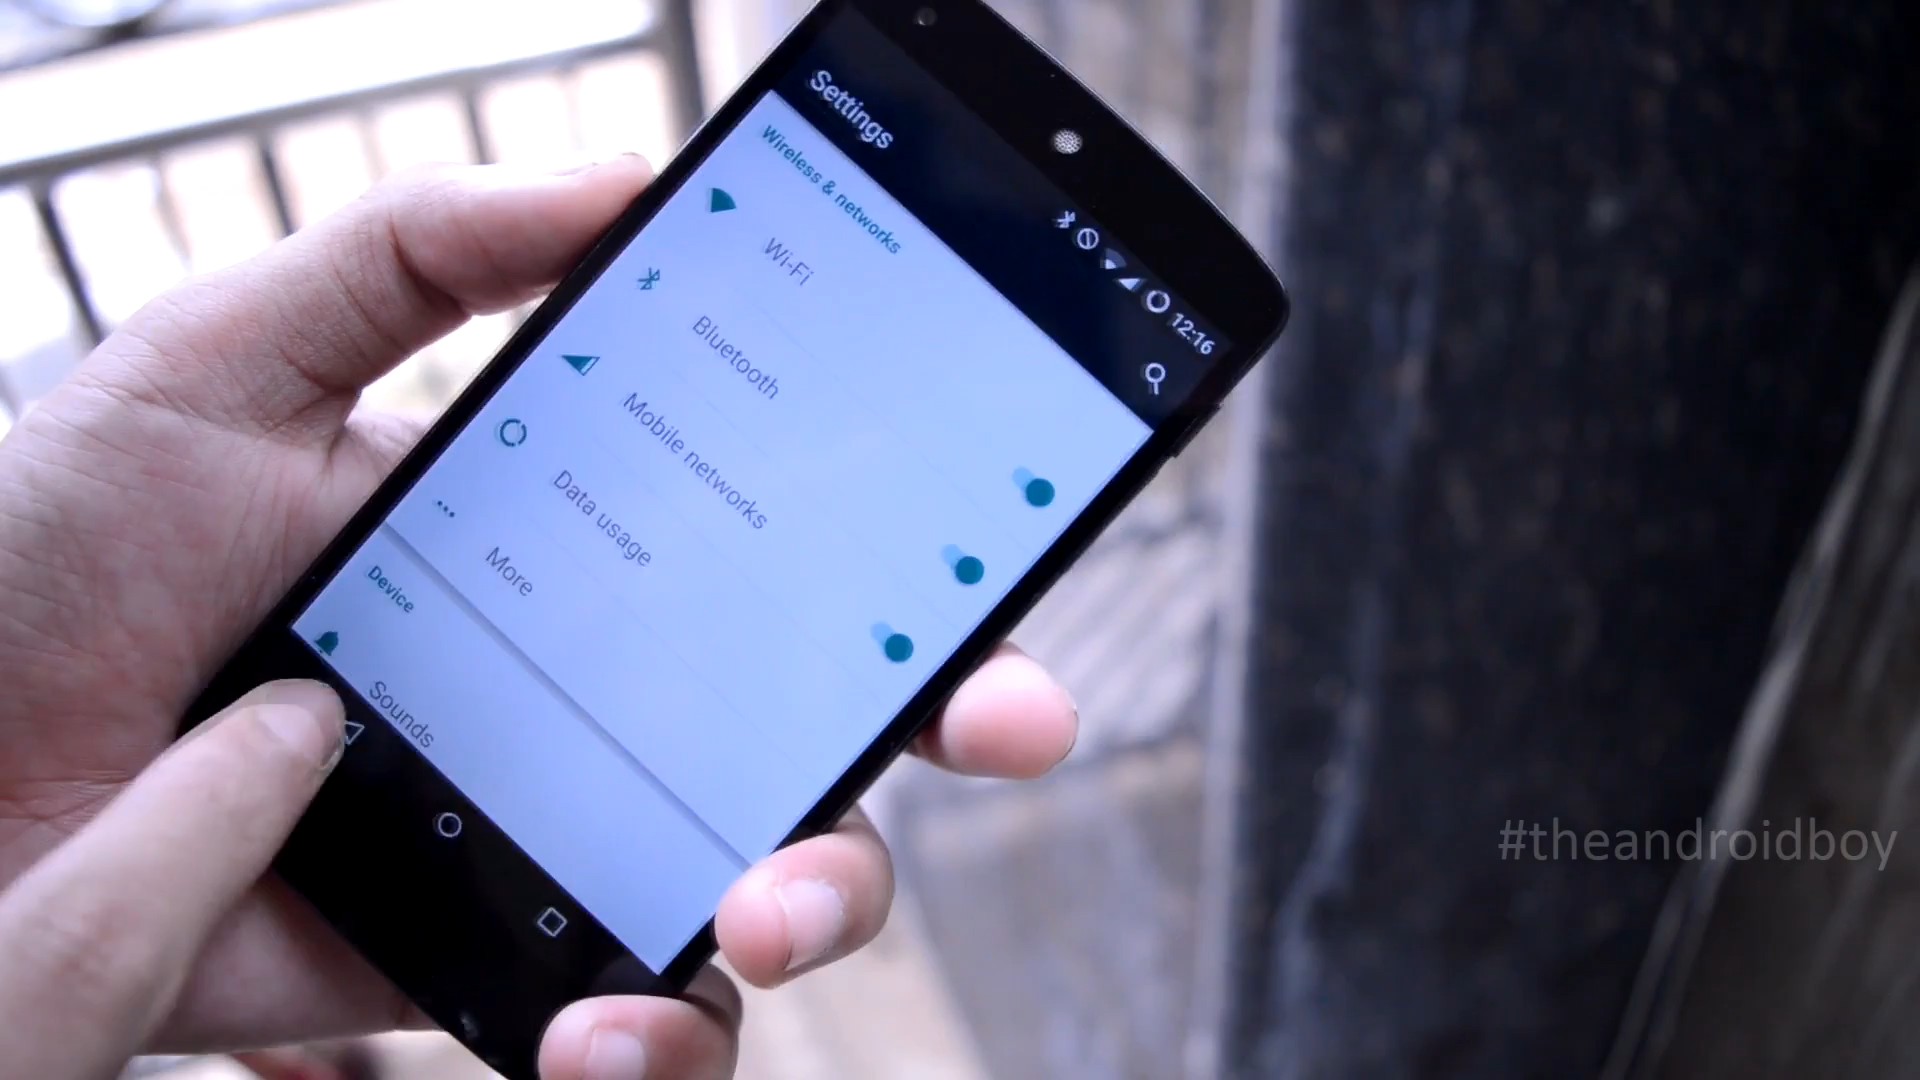 12:16
Settings
Wireless & networks
Wi-Fi
Bluetooth
Mobile networks
Data usage
More
Device
Sounds
#theandroidboy